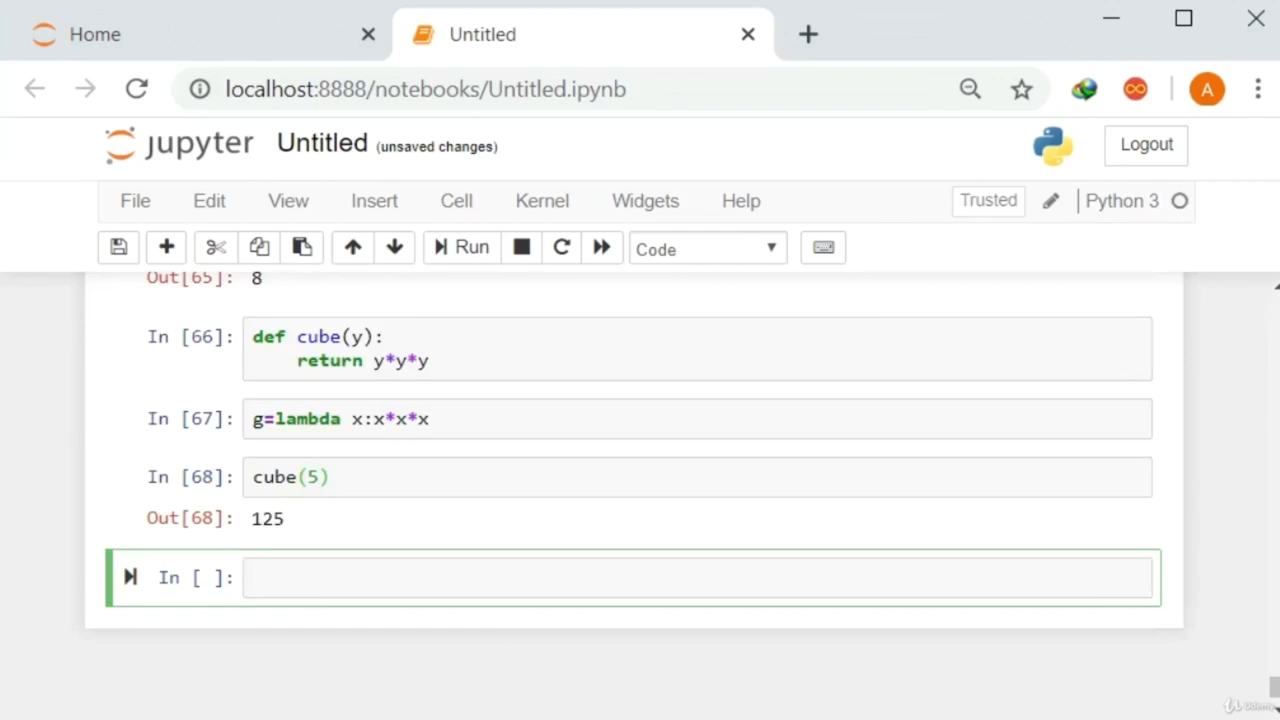 Home
Untitled
localhost:8888/notebooks/Untitled.ipynb
A
jupyter Untitled (unsaved changes)
Logout
File Edit View Insert Cell Kernel Widgets Help Trusted Python 3
Run Code
Out[65]: 8
In [66]: def cube(y):
return y*y*y
In [67]: g=lambda x:x*x*x
In [68]: cube(5)
Out[68]: 125
In [ ]:
Udemy